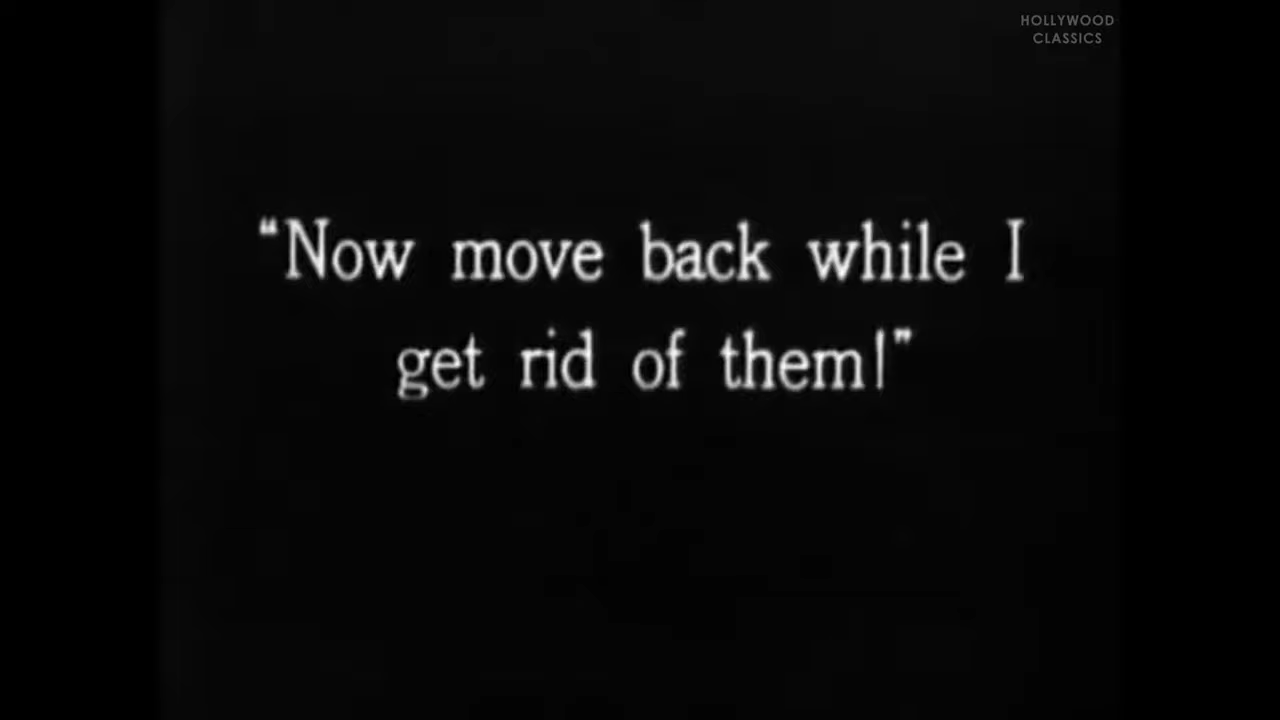 HOLLYWOOD
CLASSICS
“Now move back while I
get rid of them!”